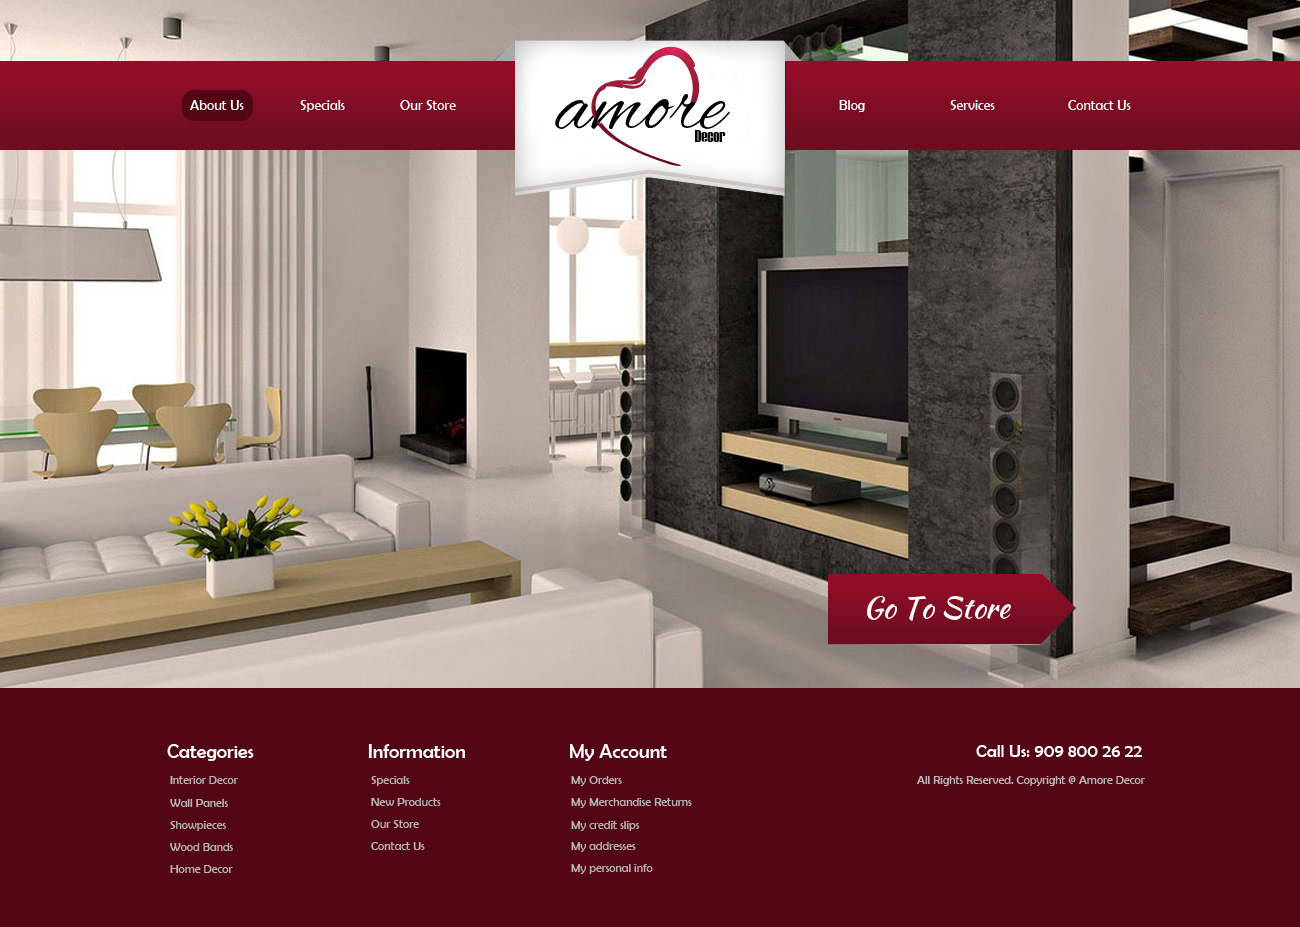 About Us
Specials
Our Store
amore
Decor
Blog
Services
Contact Us
Go To Store
Categories
Interior Decor
Wall Panels
Showpieces
Wood Bands
Home Decor
Information
Specials
New Products
Our Store
Contact Us
My Account
My Orders
My Merchandise Returns
My credit slips
My addresses
My personal info
Call Us: 909 800 26 22
All Rights Reserved. Copyright @ Amore Decor